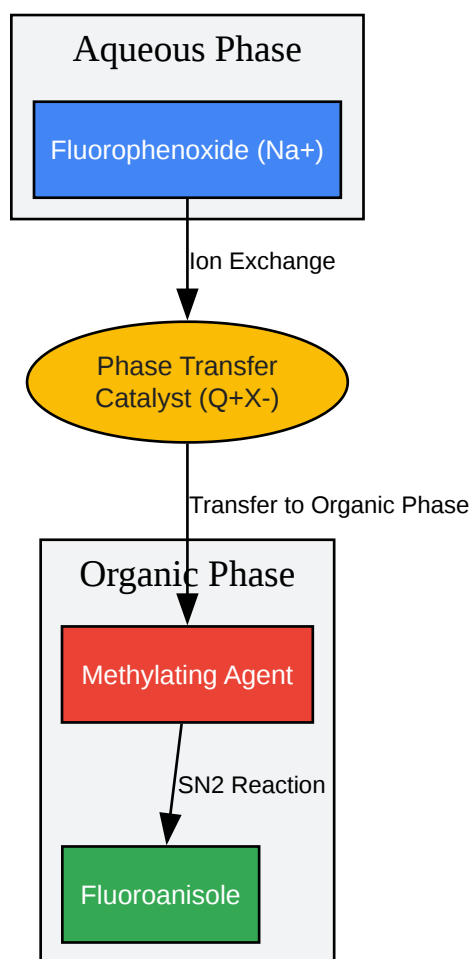 Aqueous Phase
Fluorophenoxide (Na+)
Ion Exchange
Phase Transfer
Catalyst (Q+X-)
Transfer to Organic Phase
Organic Phase
Methylating Agent
SN2 Reaction
Fluoroanisole